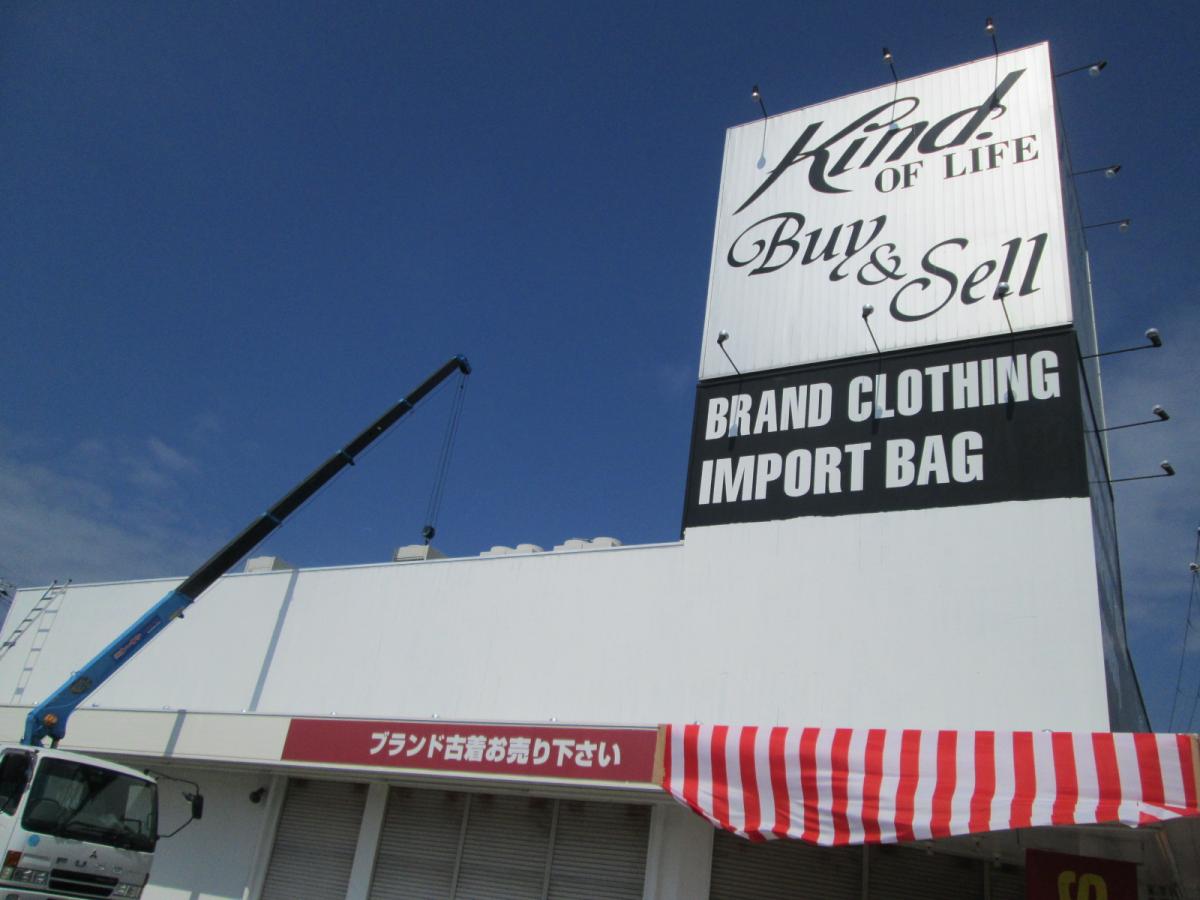 Kind.
OF LIFE
Buy & Sell
BRAND CLOTHING
IMPORT BAG
ブランド古着お売り下さい
FUSO
S